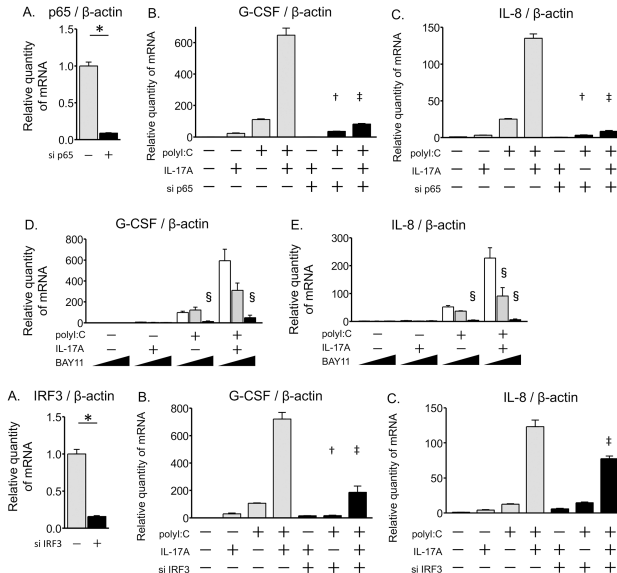 A. p65 / β-actin
Relative quantity of mRNA
1.5
1.0
0.5
0.0
*
si p65 – +
B. G-CSF / β-actin
Relative quantity of mRNA
600
400
200
0
† ‡
polyI:C – – + + – + +
IL-17A – + – + + – +
si p65 – – – – + + +
C. IL-8 / β-actin
Relative quantity of mRNA
150
100
50
0
† ‡
polyI:C – – + + – + +
IL-17A – + – + + – +
si p65 – – – – + + +
D. G-CSF / β-actin
Relative quantity of mRNA
800
600
400
200
0
§ §
polyI:C – – + +
IL-17A – + – +
BAY11
E. IL-8 / β-actin
Relative quantity of mRNA
300
200
100
0
§ § §
polyI:C – – + +
IL-17A – + – +
BAY11
A. IRF3 / β-actin
Relative quantity of mRNA
1.5
1.0
0.5
0.0
*
si IRF3 – +
B. G-CSF / β-actin
Relative quantity of mRNA
800
600
400
200
0
† ‡
polyI:C – – + + – + +
IL-17A – + – + + – +
si IRF3 – – – – + + +
C. IL-8 / β-actin
Relative quantity of mRNA
150
100
50
0
‡
polyI:C – – + + – + +
IL-17A – + – + + – +
si IRF3 – – – – + + +